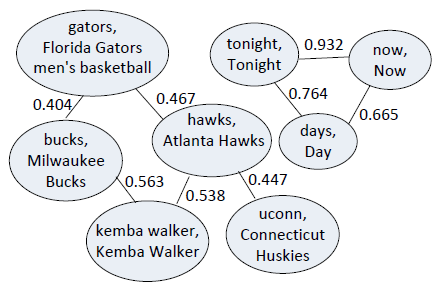 gators,
Florida Gators
men's basketball
tonight,
Tonight
0.932
now,
Now
0.404
0.467
0.764
0.665
hawks,
Atlanta Hawks
days,
Day
bucks,
Milwaukee
Bucks
0.563
0.538
0.447
kemba walker,
Kemba Walker
uconn,
Connecticut
Huskies